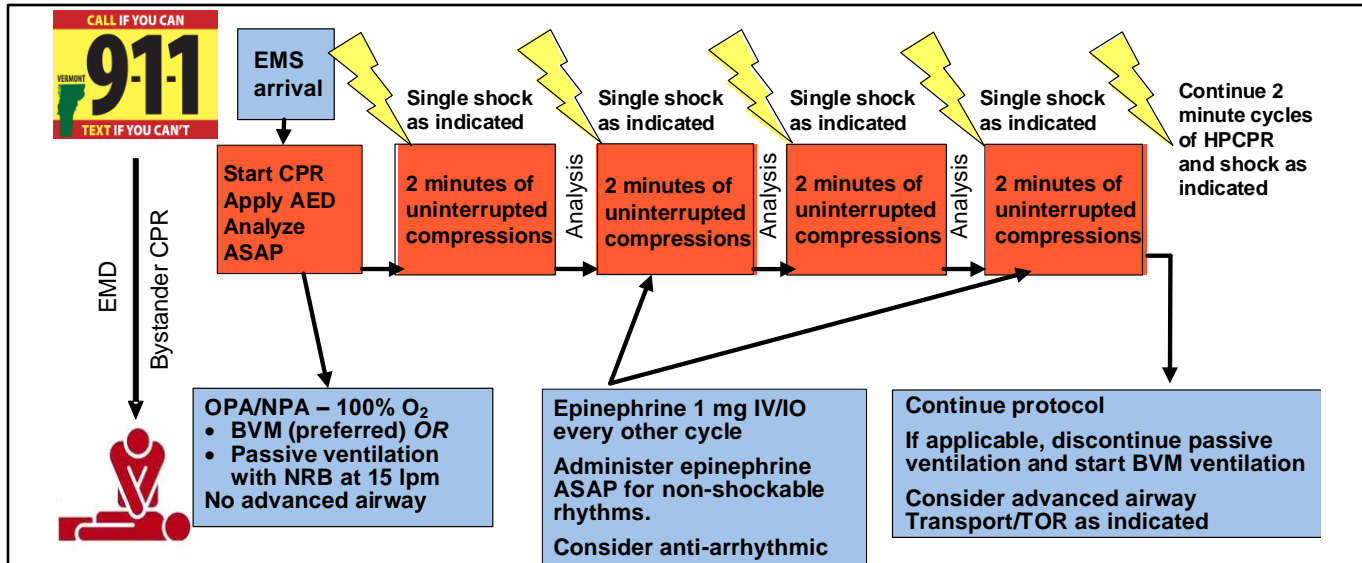 CALL IF YOU CAN
VERMONT
9-1-1
TEXT IF YOU CAN'T
EMD
Bystander CPR
EMS
arrival
Start CPR
Apply AED
Analyze
ASAP
Single shock
as indicated
2 minutes of
uninterrupted
compressions
Analysis
Single shock
as indicated
2 minutes of
uninterrupted
compressions
Analysis
Single shock
as indicated
2 minutes of
uninterrupted
compressions
Analysis
Single shock
as indicated
2 minutes of
uninterrupted
compressions
Continue 2
minute cycles
of HPCPR
and shock as
indicated
OPA/NPA – 100% O₂
• BVM (preferred) OR
• Passive ventilation
with NRB at 15 lpm
No advanced airway
Epinephrine 1 mg IV/IO
every other cycle
Administer epinephrine
ASAP for non-shockable
rhythms.
Consider anti-arrhythmic
Continue protocol
If applicable, discontinue passive
ventilation and start BVM ventilation
Consider advanced airway
Transport/TOR as indicated